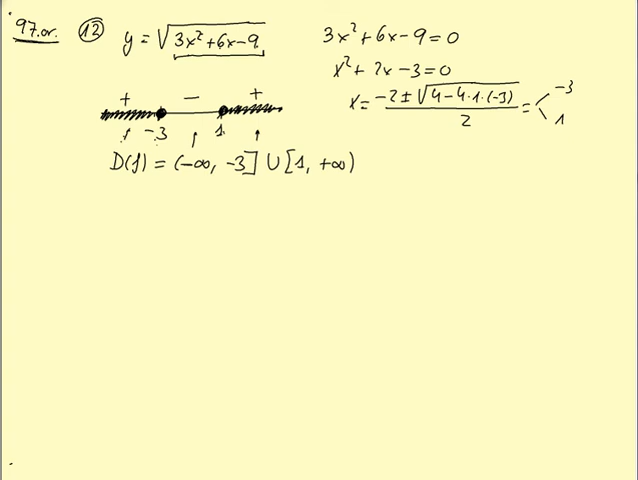 97.or. 12 y = √3x²+6x-9
+ - +
-3 1
D(f) = (-∞, -3] ∪ [1, +∞)
3x²+6x-9=0
x²+2x-3=0
x = -2 ± √4-4·1·(-3) / 2 = -3
1